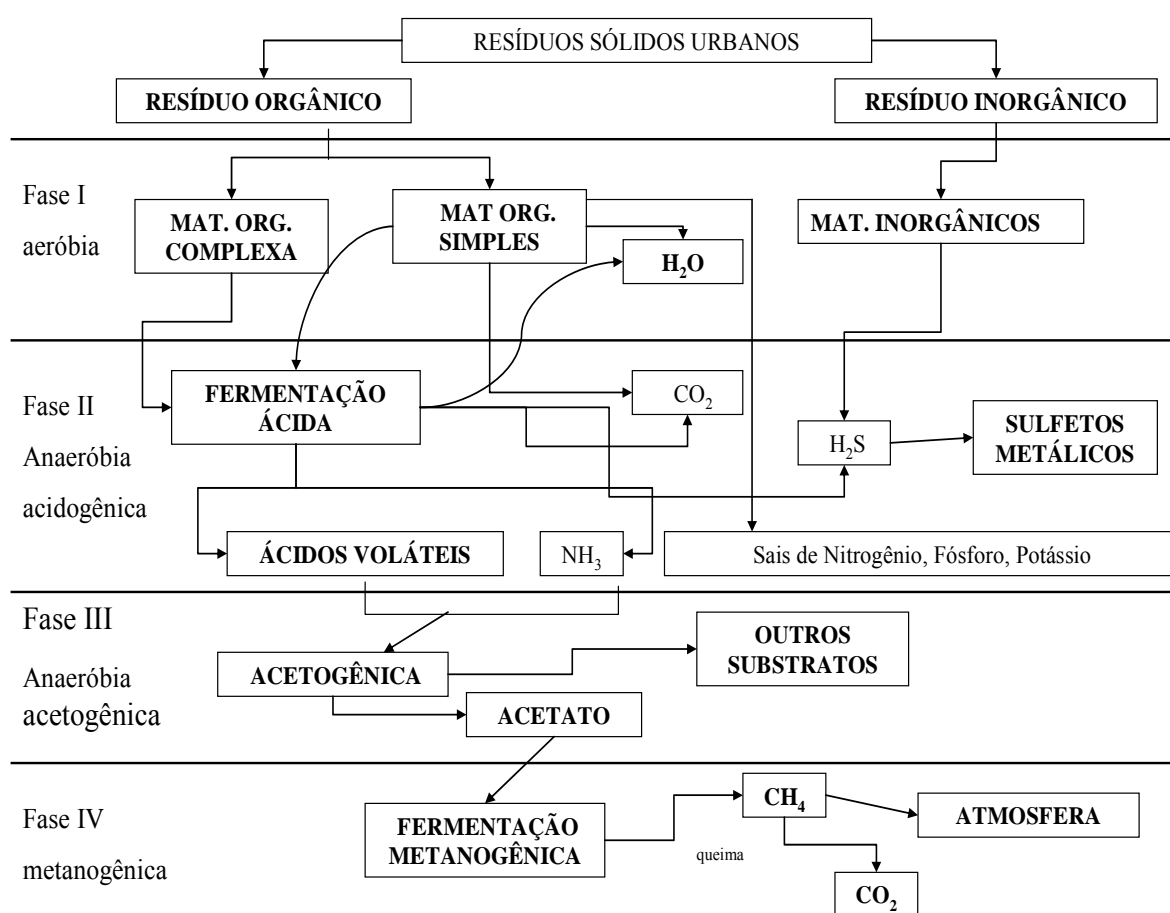 RESÍDUOS SÓLIDOS URBANOS
RESÍDUO ORGÂNICO
RESÍDUO INORGÂNICO
Fase I
aeróbia
MAT. ORG.
COMPLEXA
MAT ORG.
SIMPLES
H₂O
MAT. INORGÂNICOS
Fase II
Anaeróbia
acidogênica
FERMENTAÇÃO
ÁCIDA
CO₂
H₂S
SULFETOS
METÁLICOS
ÁCIDOS VOLÁTEIS
NH₃
Sais de Nitrogênio, Fósforo, Potássio
Fase III
Anaeróbia
acetogênica
ACETOGÊNICA
OUTROS
SUBSTRATOS
ACETATO
Fase IV
metanogênica
FERMENTAÇÃO
METANOGÊNICA
CH₄
ATMOSFERA
queima
CO₂